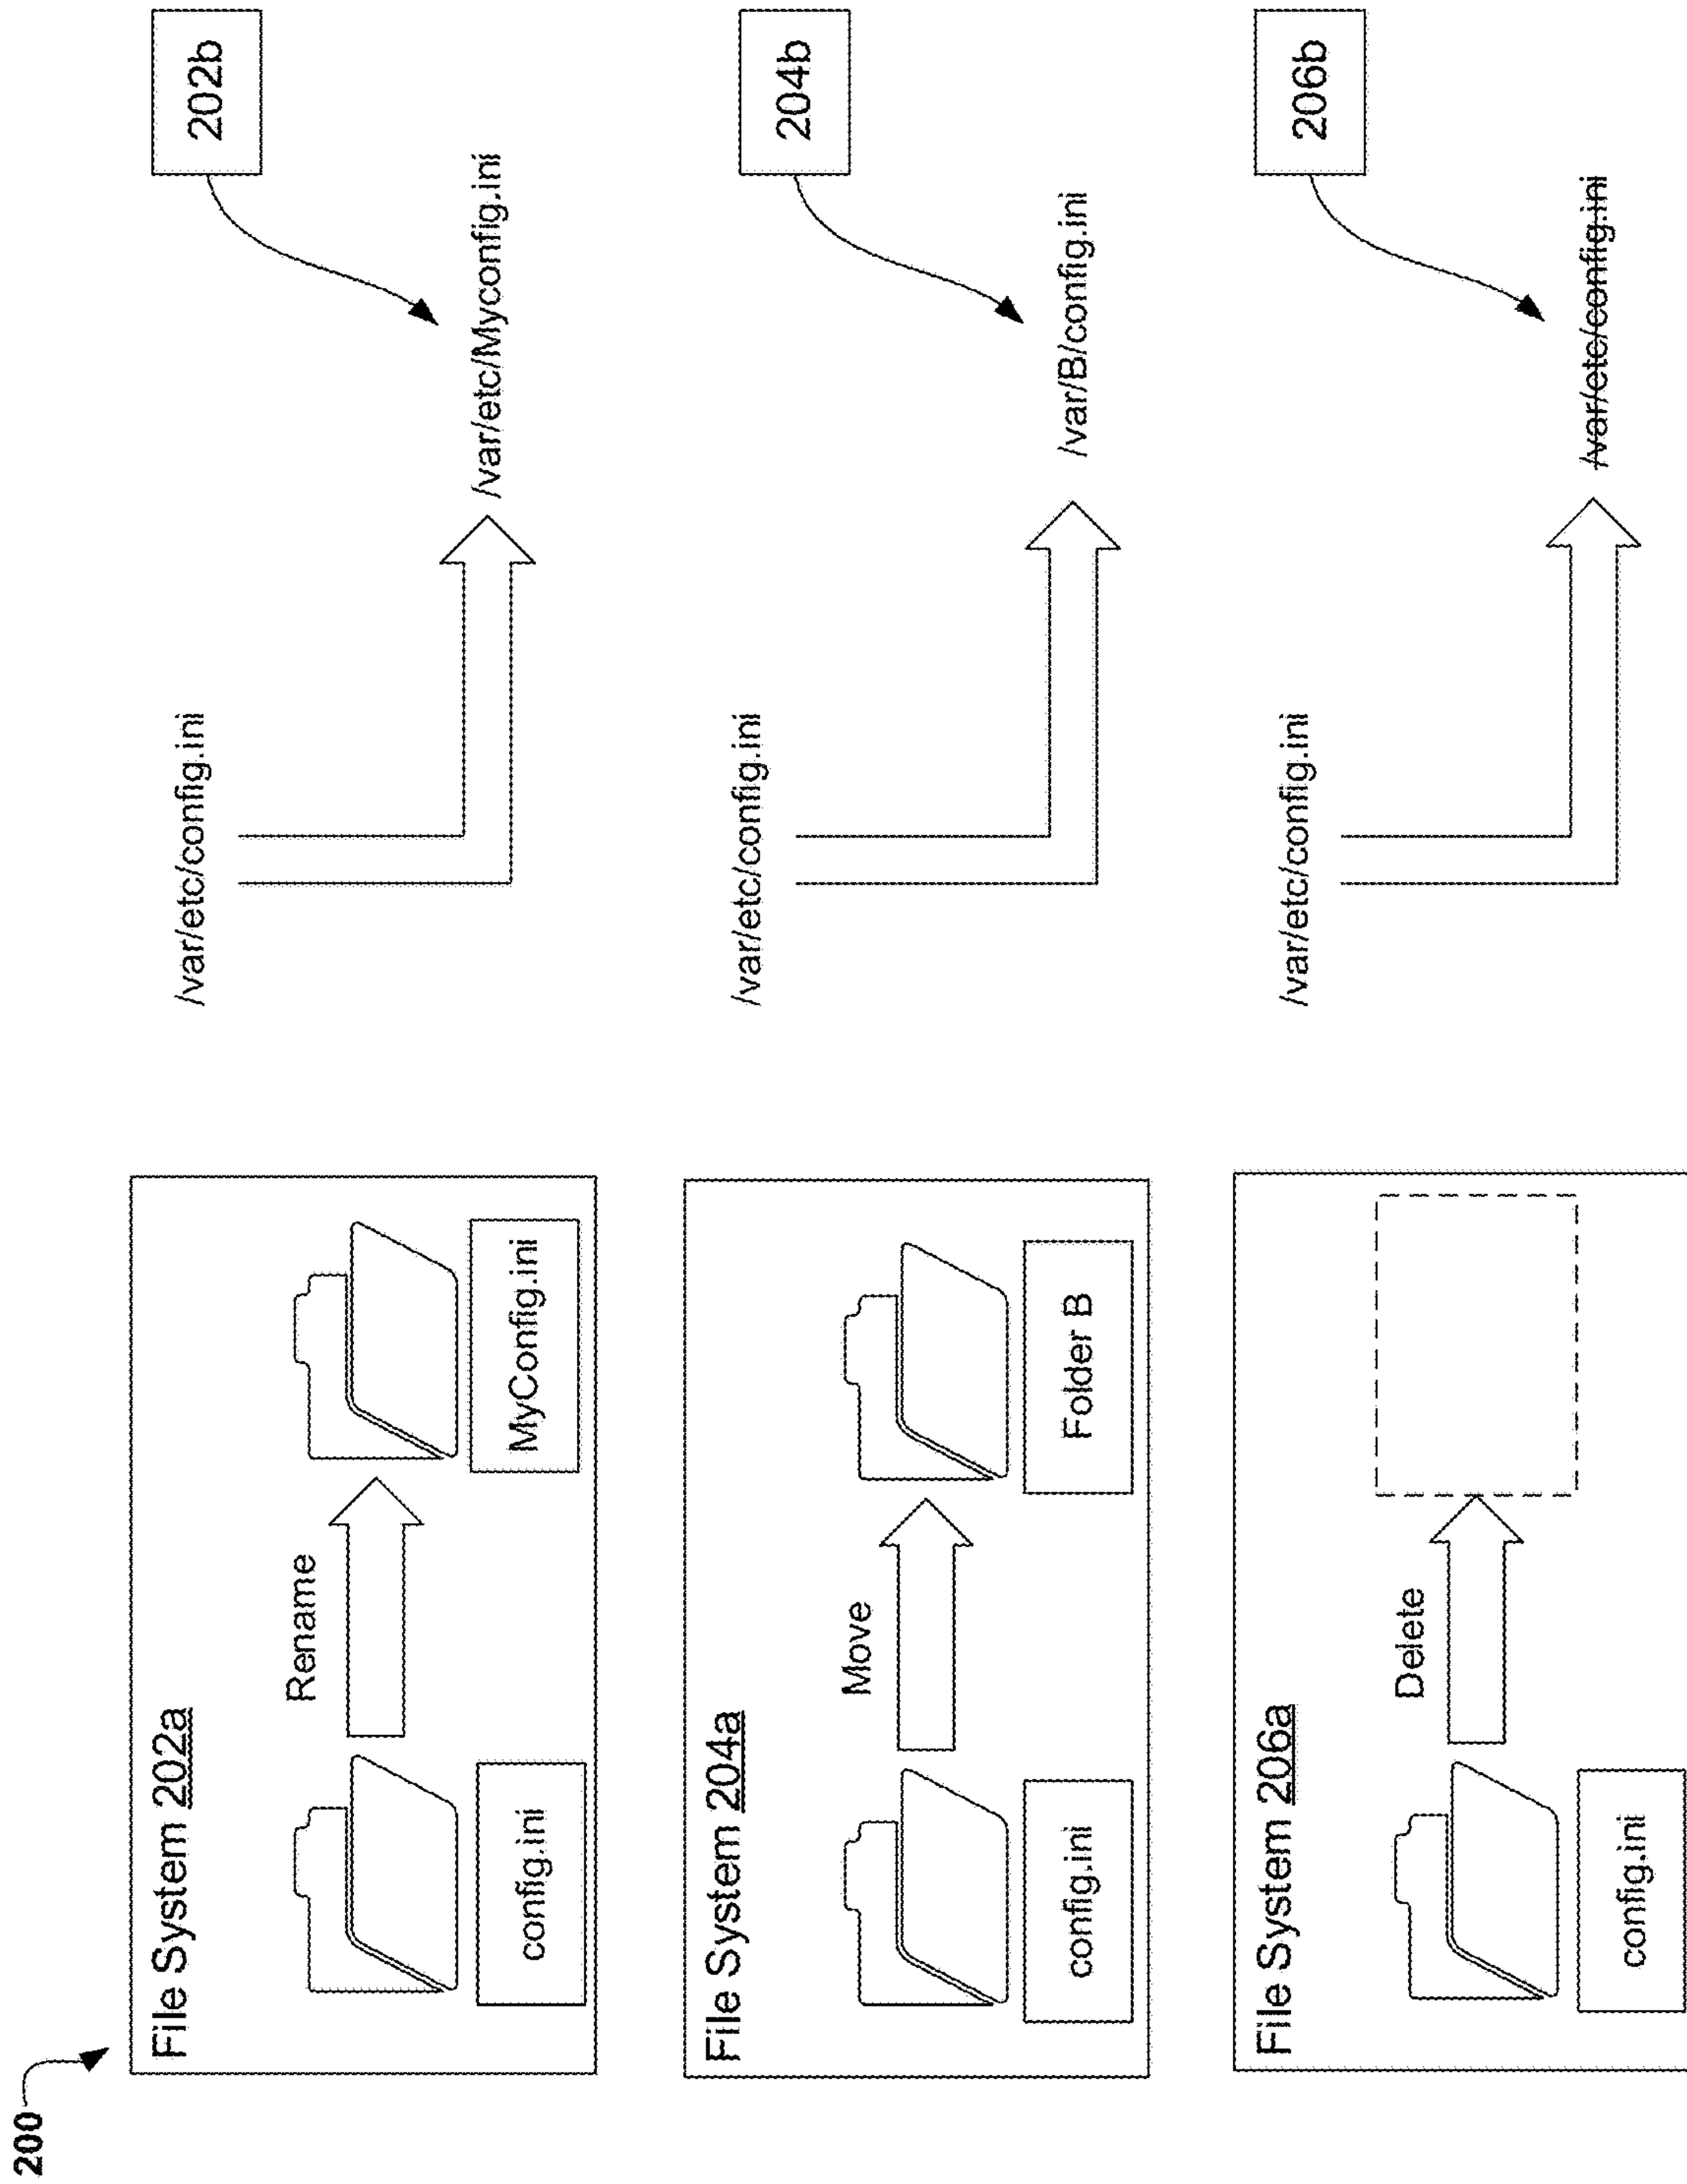 200
File System 202a
Rename
config.ini
MyConfig.ini
/var/etc/config.ini
/var/etc/Myconfig.ini
202b
File System 204a
Move
config.ini
Folder B
/var/etc/config.ini
/var/B/config.ini
204b
File System 206a
Delete
config.ini
/var/etc/config.ini
/var/etc/config.ini
206b